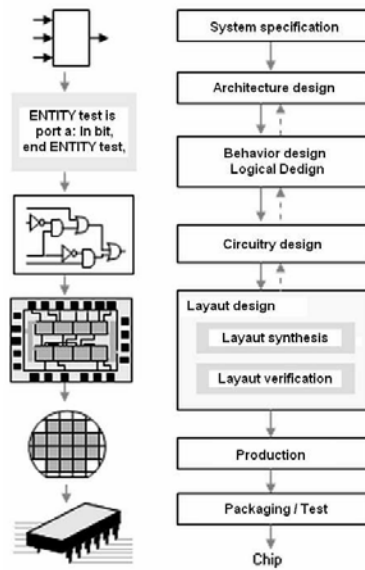 System specification
Architecture design
ENTITY test is
port a: In bit,
end ENTITY test,
Behavior design
Logical Dedign
Circuitry design
Layaut design
Layaut synthesis
Layaut verification
Production
Packaging / Test
Chip